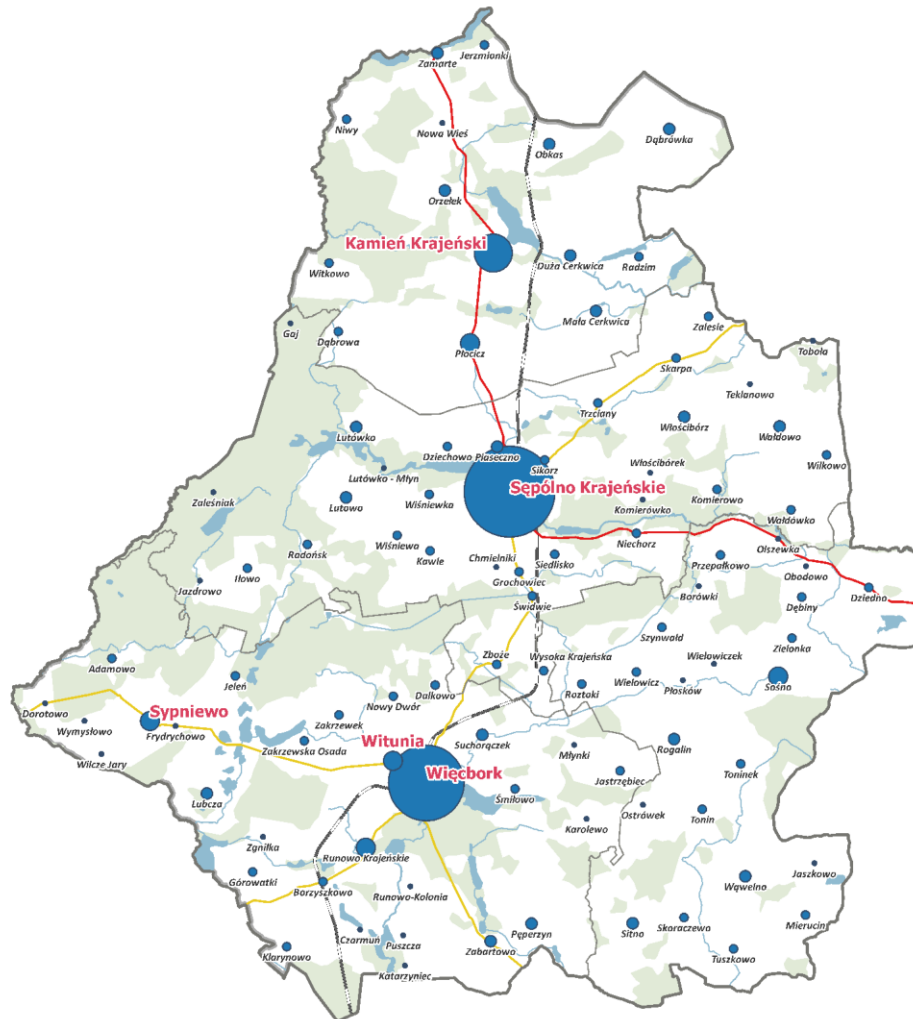 Jerzmionki
Zamarte
Niwy
Nowa Wieś
Dąbrówka
Obkas
Orzełek
Kamień Krajeński
Witkowo
Duża Cerkwica
Radzim
Gaj
Dąbrowa
Mała Cerkwica
Zalesie
Płocicz
Toboła
Skarpa
Teklanowo
Trzciany
Włościbórz
Wałdowo
Lutówko
Dziechowo
Piaseczno
Sikorz
Wilkowo
Lutówko - Młyn
Włościbórek
Zaleśniak
Sępólno Krajeńskie
Lutowo
Wiśniewka
Komierówko
Komierowo
Wałdówko
Radońsk
Wiśniewo
Kawle
Chmielniki
Siedlisko
Niechorz
Olszewka
Przepałkowo
Obodowo
Jazdrowo
Iłowo
Grochowiec
Borówki
Dziedno
Świdwie
Dębiny
Szynwałd
Zielonka
Adamowo
Zboże
Wysoka Krajeńska
Wielowiczek
Jeleń
Dalkowo
Roztoki
Wielowicz
Płosków
Sośno
Dorotowo
Sypniewo
Nowy Dwór
Wymysłowo
Frydrychowo
Zakrzewek
Zakrzewska Osada
Witunia
Suchorączek
Młynki
Rogalin
Wilcze Jary
Więcbork
Jastrzębiec
Toninek
Lubcza
Śmiłowo
Karolewo
Ostrówek
Tonin
Zgniłka
Runowo Krajeńskie
Górowatki
Borzyszkowo
Runowo-Kolonia
Wąwelno
Jaszkowo
Czarmuń
Puszcza
Pęperzyn
Sitno
Skoraczewo
Mierucin
Klarynowo
Katarzyniec
Zabartowo
Tuszkowo